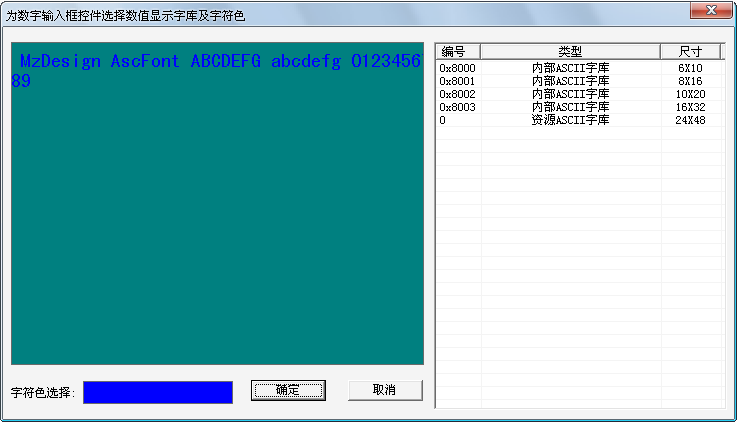 为数字输入框控件选择数值显示字库及字符色
MzDesign AscFont ABCDEFG abcdefg 0123456
89
编号 类型 尺寸
0x8000 内部ASCII字库 6X10
0x8001 内部ASCII字库 8X16
0x8002 内部ASCII字库 10X20
0x8003 内部ASCII字库 16X32
0 资源ASCII字库 24X48
字符色选择: 确定 取消